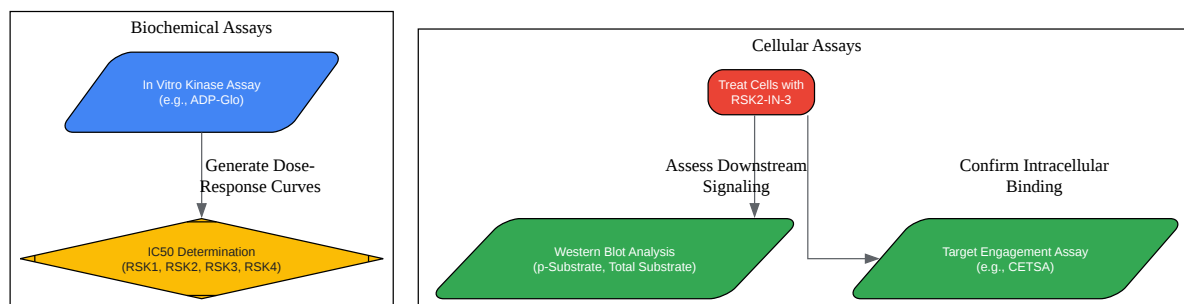 Biochemical Assays
In Vitro Kinase Assay
(e.g., ADP-Glo)
Generate Dose-
Response Curves
IC50 Determination
(RSK1, RSK2, RSK3, RSK4)
Cellular Assays
Treat Cells with
RSK2-IN-3
Assess Downstream
Signaling
Confirm Intracellular
Binding
Western Blot Analysis
(p-Substrate, Total Substrate)
Target Engagement Assay
(e.g., CETSA)